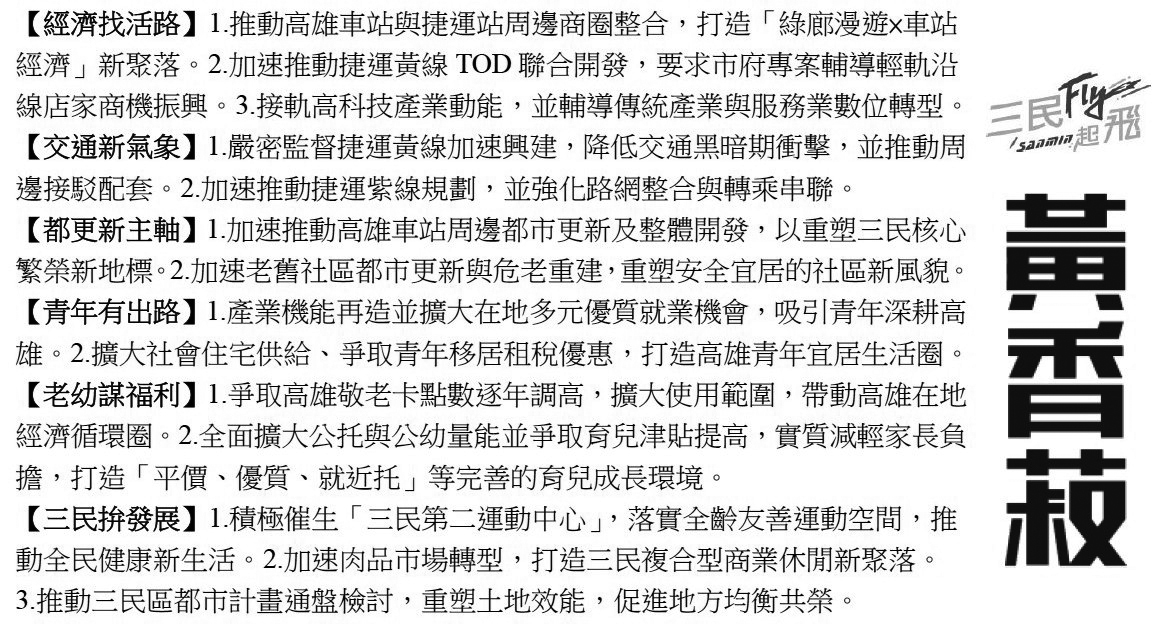 【經濟找活路】1.推動高雄車站與捷運站周邊商圈整合，打造「綠廊漫遊×車站
經濟」新聚落。2.加速推動捷運黃線 TOD 聯合開發，要求市府專案輔導輕軌沿
線店家商機振興。3.接軌高科技產業動能，並輔導傳統產業與服務業數位轉型。
【交通新氣象】1.嚴密監督捷運黃線加速興建，降低交通黑暗期衝擊，並推動周
邊接駁配套。2.加速推動捷運紫線規劃，並強化路網整合與轉乘串聯。
【都更新主軸】1.加速推動高雄車站周邊都市更新及整體開發，以重塑三民核心
繁榮新地標。2.加速老舊社區都市更新與危老重建，重塑安全宜居的社區新風貌。
【青年有出路】1.產業機能再造並擴大在地多元優質就業機會，吸引青年深耕高
雄。2.擴大社會住宅供給、爭取青年移居租稅優惠，打造高雄青年宜居生活圈。
【老幼謀福利】1.爭取高雄敬老卡點數逐年調高，擴大使用範圍，帶動高雄在地
經濟循環圈。2.全面擴大公托與公幼量能並爭取育兒津貼提高，實質減輕家長負
擔，打造「平價、優質、就近托」等完善的育兒成長環境。
【三民拚發展】1.積極催生「三民第二運動中心」，落實全齡友善運動空間，推
動全民健康新生活。2.加速肉品市場轉型，打造三民複合型商業休閒新聚落。
3.推動三民區都市計畫通盤檢討，重塑土地效能，促進地方均衡共榮。
三民Fly起飛
Sanmin
黃香菽